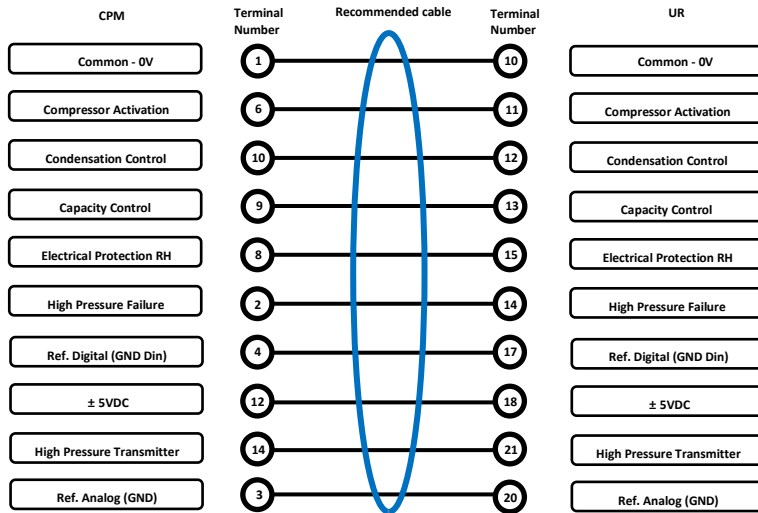 CPM Terminal Number Recommended cable Terminal Number UR
Common - 0V 1 10 Common - 0V
Compressor Activation 6 11 Compressor Activation
Condensation Control 10 12 Condensation Control
Capacity Control 9 13 Capacity Control
Electrical Protection RH 8 15 Electrical Protection RH
High Pressure Failure 2 14 High Pressure Failure
Ref. Digital (GND Din) 4 17 Ref. Digital (GND Din)
± 5VDC 12 18 ± 5VDC
High Pressure Transmitter 14 21 High Pressure Transmitter
Ref. Analog (GND) 3 20 Ref. Analog (GND)